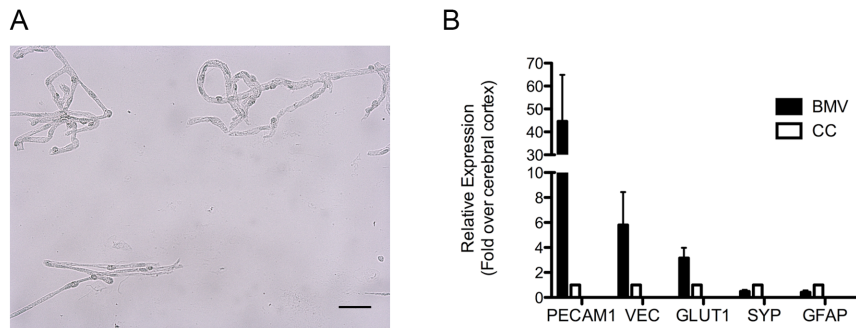 A
B
Relative Expression
(Fold over cerebral cortex)
70
60
50
40
30
10
8
6
4
2
0
BMV
CC
PECAM1 VEC GLUT1 SYP GFAP